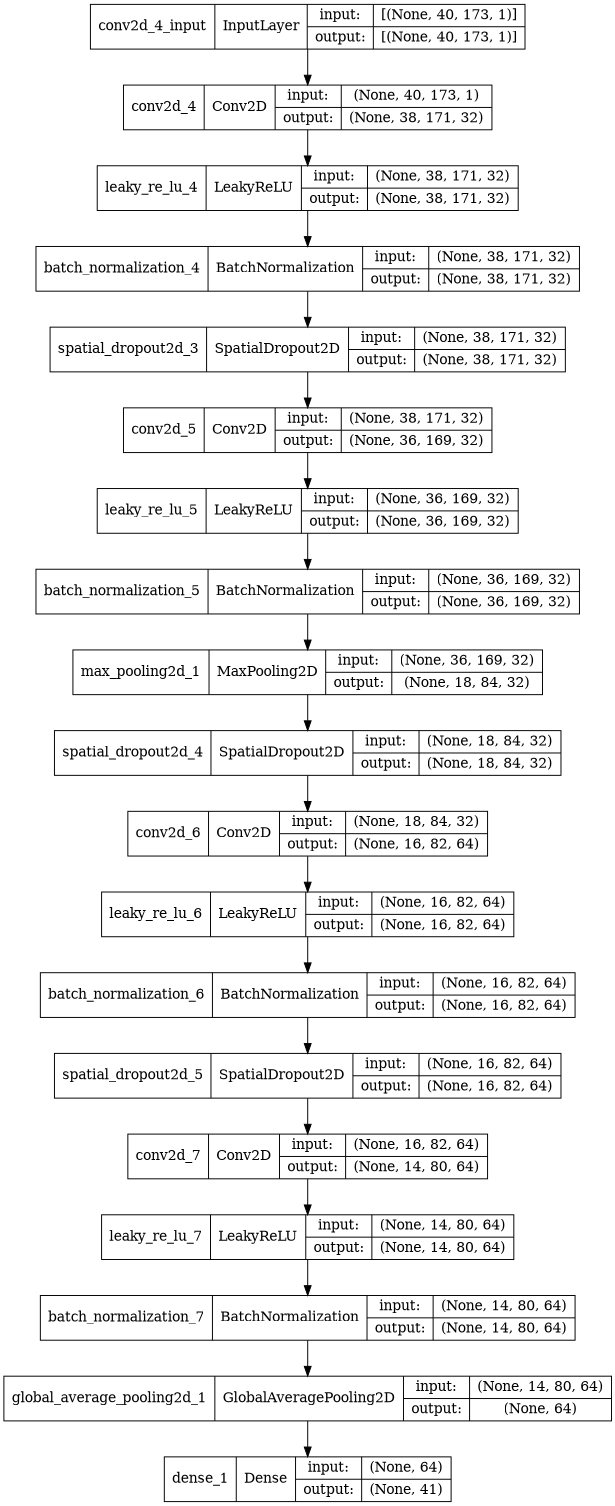 conv2d_4_input InputLayer input: [(None, 40, 173, 1)]
output: [(None, 40, 173, 1)]
conv2d_4 Conv2D input: (None, 40, 173, 1)
output: (None, 38, 171, 32)
leaky_re_lu_4 LeakyReLU input: (None, 38, 171, 32)
output: (None, 38, 171, 32)
batch_normalization_4 BatchNormalization input: (None, 38, 171, 32)
output: (None, 38, 171, 32)
spatial_dropout2d_3 SpatialDropout2D input: (None, 38, 171, 32)
output: (None, 38, 171, 32)
conv2d_5 Conv2D input: (None, 38, 171, 32)
output: (None, 36, 169, 32)
leaky_re_lu_5 LeakyReLU input: (None, 36, 169, 32)
output: (None, 36, 169, 32)
batch_normalization_5 BatchNormalization input: (None, 36, 169, 32)
output: (None, 36, 169, 32)
max_pooling2d_1 MaxPooling2D input: (None, 36, 169, 32)
output: (None, 18, 84, 32)
spatial_dropout2d_4 SpatialDropout2D input: (None, 18, 84, 32)
output: (None, 18, 84, 32)
conv2d_6 Conv2D input: (None, 18, 84, 32)
output: (None, 16, 82, 64)
leaky_re_lu_6 LeakyReLU input: (None, 16, 82, 64)
output: (None, 16, 82, 64)
batch_normalization_6 BatchNormalization input: (None, 16, 82, 64)
output: (None, 16, 82, 64)
spatial_dropout2d_5 SpatialDropout2D input: (None, 16, 82, 64)
output: (None, 16, 82, 64)
conv2d_7 Conv2D input: (None, 16, 82, 64)
output: (None, 14, 80, 64)
leaky_re_lu_7 LeakyReLU input: (None, 14, 80, 64)
output: (None, 14, 80, 64)
batch_normalization_7 BatchNormalization input: (None, 14, 80, 64)
output: (None, 14, 80, 64)
global_average_pooling2d_1 GlobalAveragePooling2D input: (None, 14, 80, 64)
output: (None, 64)
dense_1 Dense input: (None, 64)
output: (None, 41)